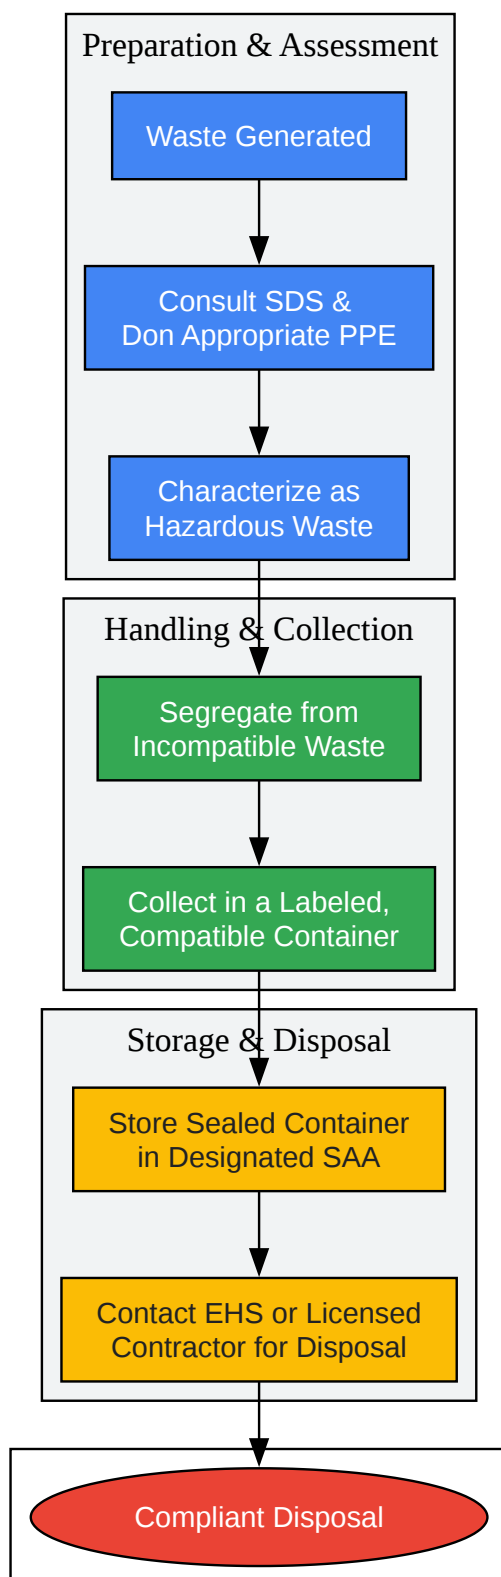 Preparation & Assessment
Waste Generated
Consult SDS &
Don Appropriate PPE
Characterize as
Hazardous Waste
Handling & Collection
Segregate from
Incompatible Waste
Collect in a Labeled,
Compatible Container
Storage & Disposal
Store Sealed Container
in Designated SAA
Contact EHS or Licensed
Contractor for Disposal
Compliant Disposal